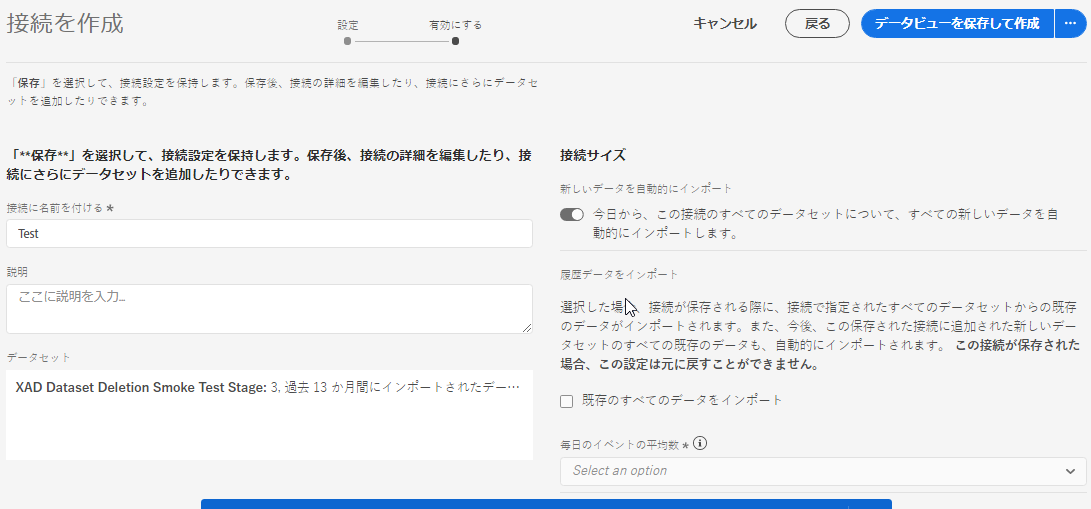 接続を作成
設定
有効にする
キャンセル
戻る
データビューを保存して作成
「保存」を選択して、接続設定を保持します。保存後、接続の詳細を編集したり、接続にさらにデータセ
ットを追加したりできます。
「**保存**」を選択して、接続設定を保持します。保存後、接続の詳細を編集したり、接
続にさらにデータセットを追加したりできます。
接続に名前を付ける *
Test
説明
ここに説明を入力...
データセット
XAD Dataset Deletion Smoke Test Stage: 3, 過去 13 か月間にインポートされたデー…
接続サイズ
新しいデータを自動的にインポート
今日から、この接続のすべてのデータセットについて、すべての新しいデータを自
動的にインポートします。
履歴データをインポート
選択した場、接続が保存される際に、接続で指定されたすべてのデータセットからの既存
のデータがインポートされます。また、今後、この保存された接続に追加された新しいデー
タセットのすべての既存のデータも、自動的にインポートされます。 この接続が保存された
場合、この設定は元に戻すことができません。
既存のすべてのデータをインポート
毎日のイベントの平均数 *
Select an option